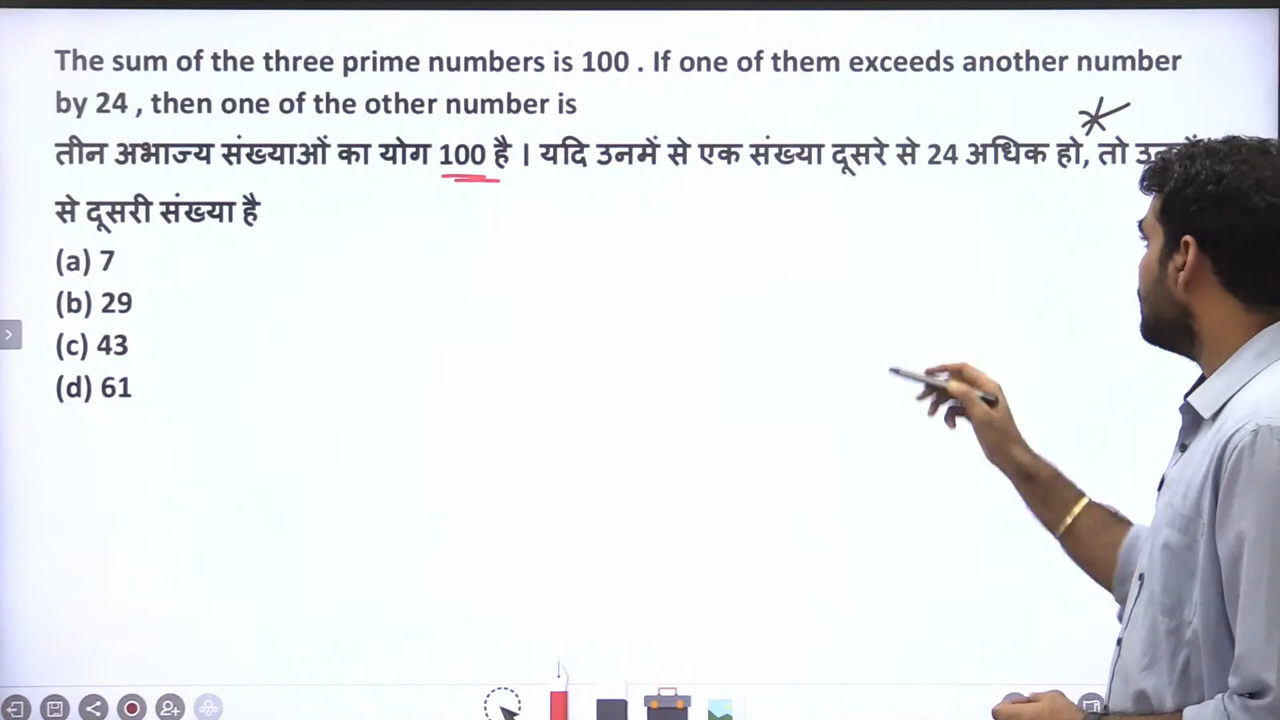 The sum of the three prime numbers is 100 . If one of them exceeds another number
by 24 , then one of the other number is
तीन अभाज्य संख्याओं का योग 100 है । यदि उनमें से एक संख्या दूसरे से 24 अधिक हो, तो
से दूसरी संख्या है
(a) 7
(b) 29
(c) 43
(d) 61